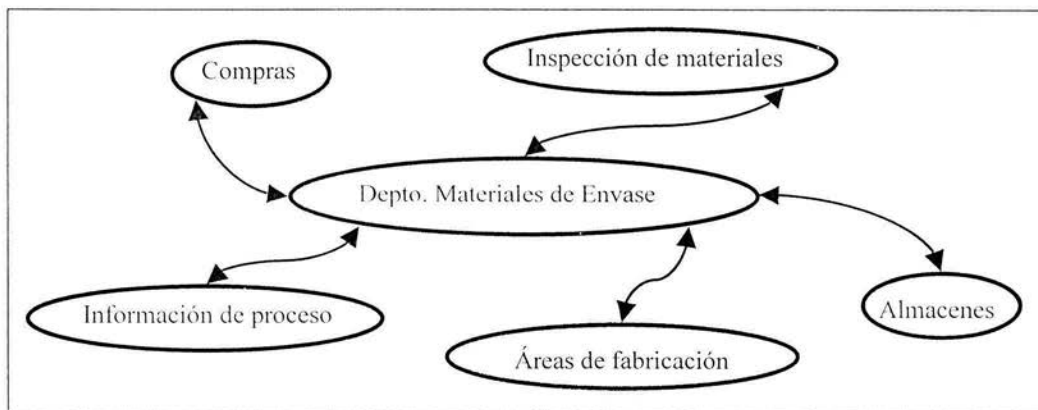 Inspección de materiales
Compras
Depto. Materiales de Envase
Información de proceso
Almacenes
Áreas de fabricación